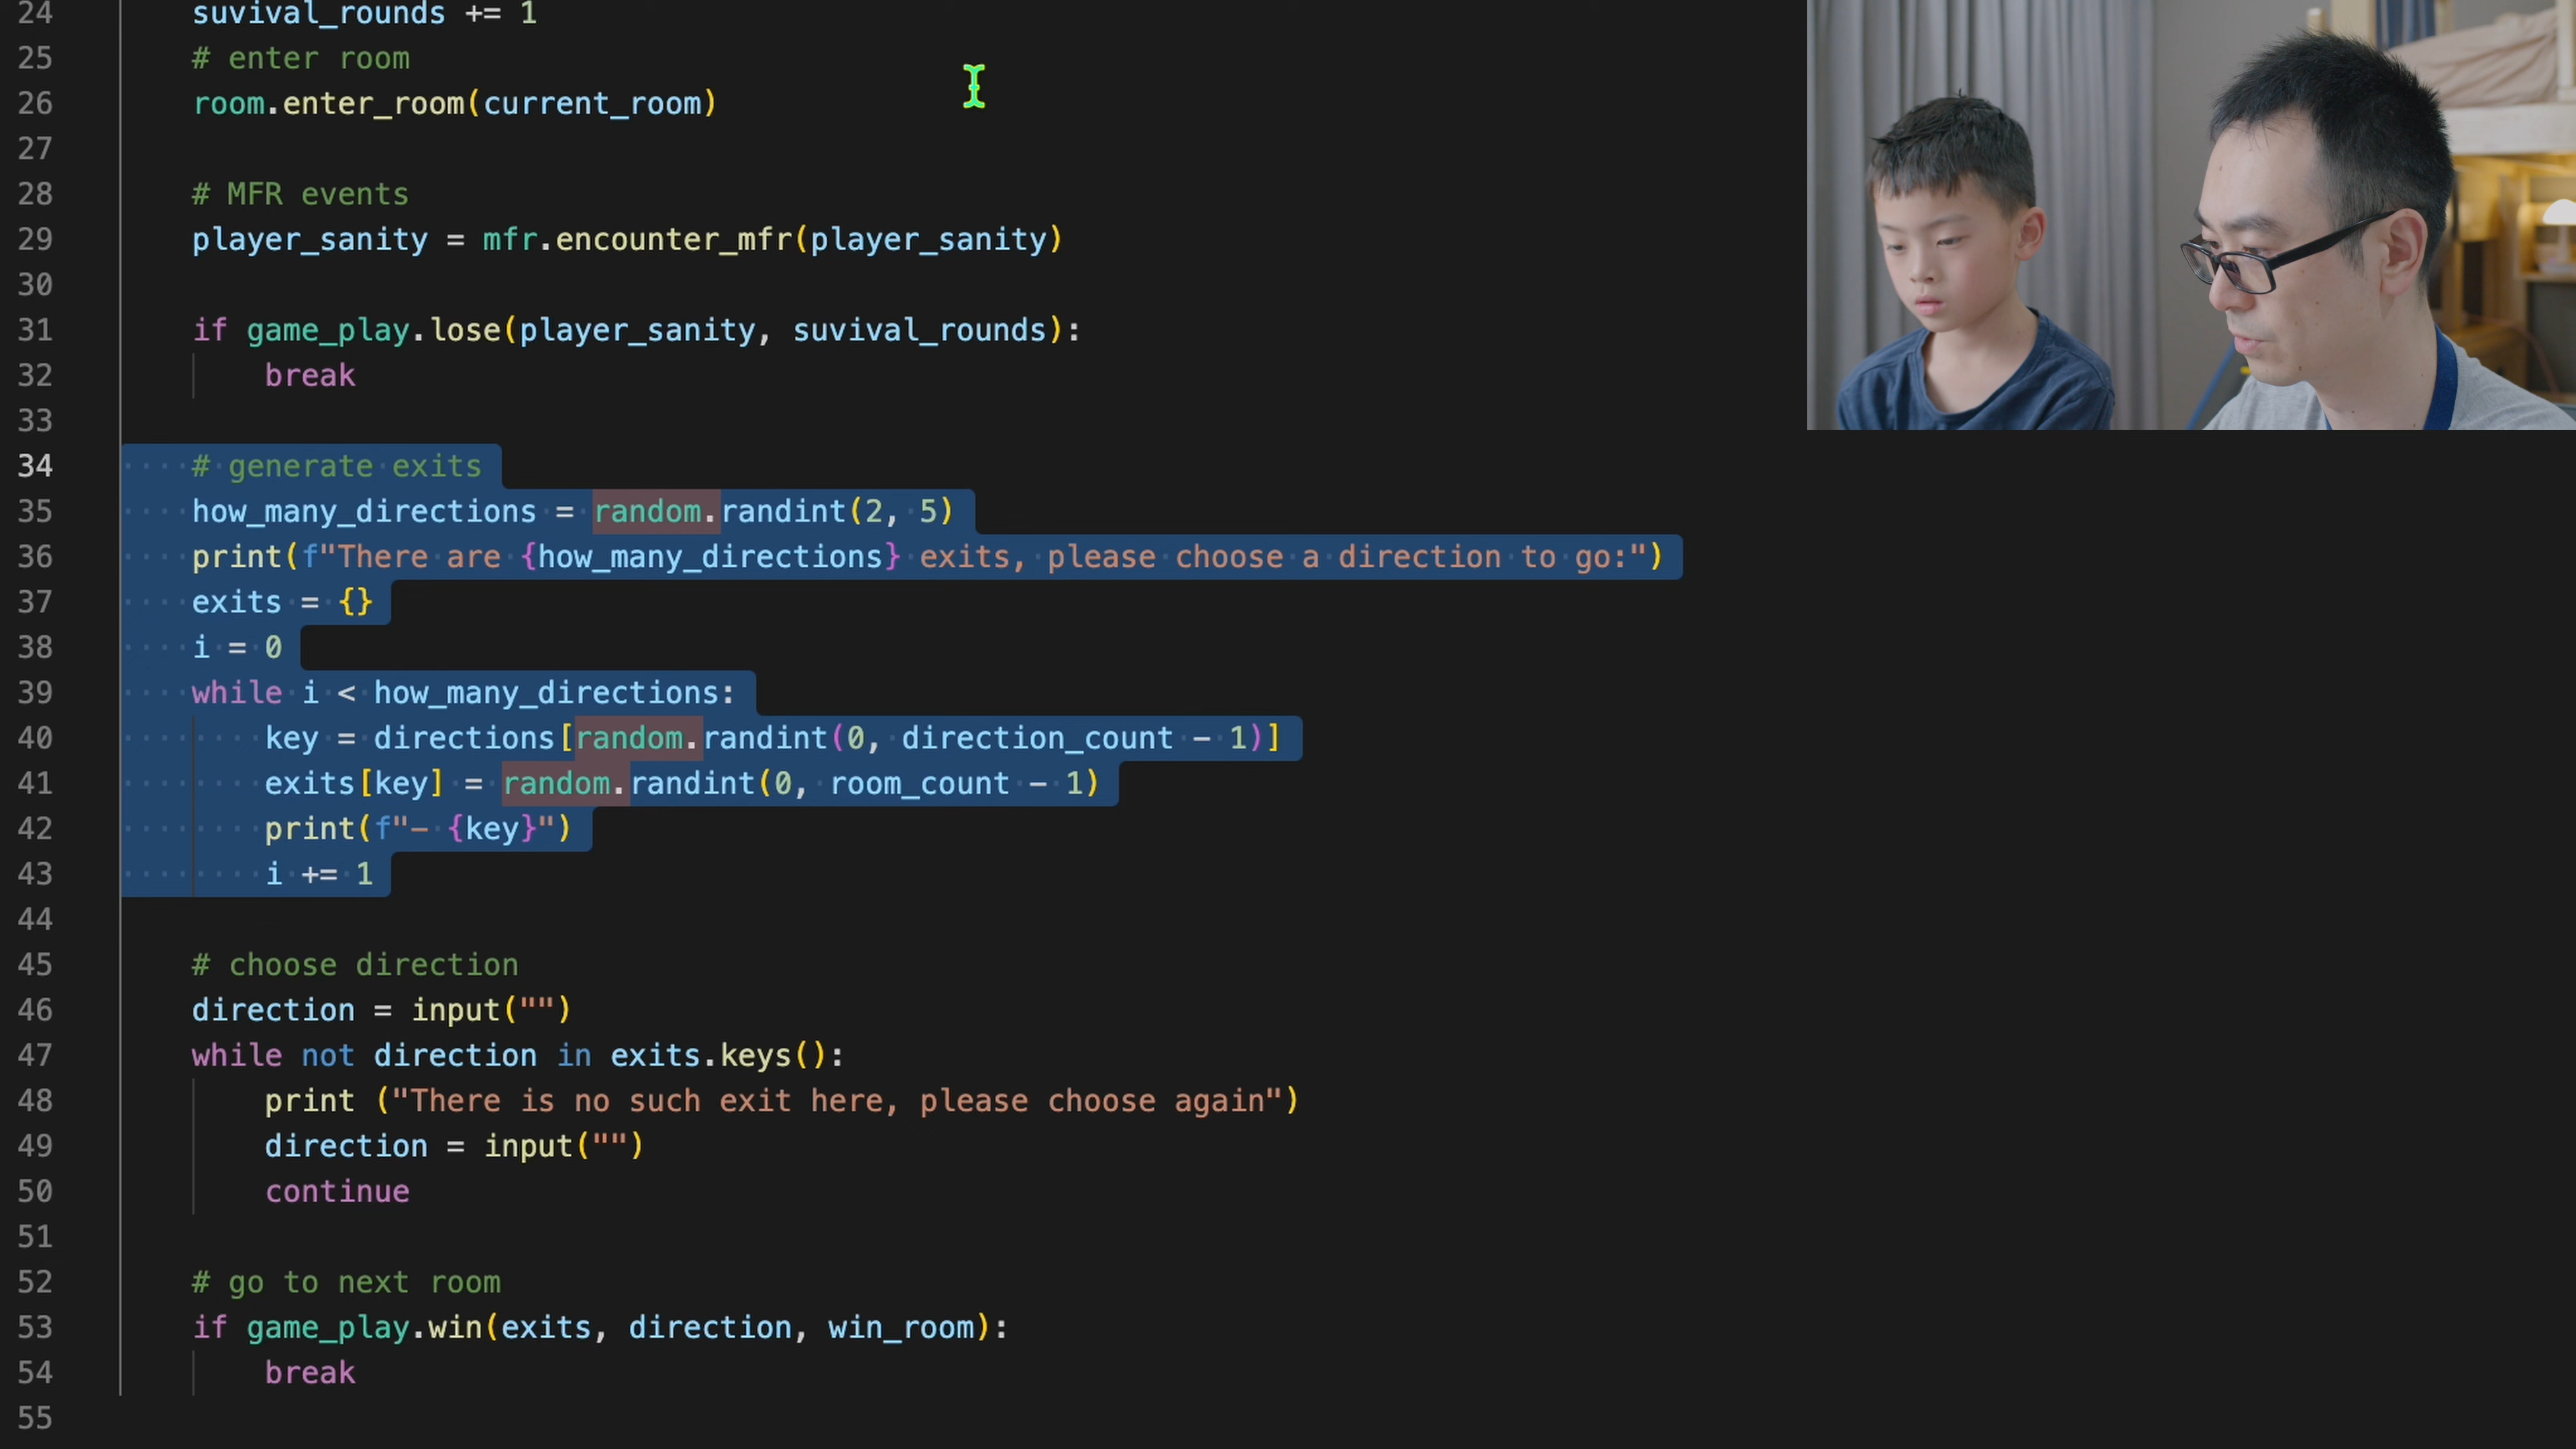 24 suvival_rounds += 1
25 # enter room
26 room.enter_room(current_room)
27
28 # MFR events
29 player_sanity = mfr.encounter_mfr(player_sanity)
30
31 if game_play.lose(player_sanity, suvival_rounds):
32 break
33
34 # generate exits
35 how_many_directions = random.randint(2, 5)
36 print(f"There are {how_many_directions} exits, please choose a direction to go:")
37 exits = {}
38 i = 0
39 while i < how_many_directions:
40 key = directions[random.randint(0, direction_count - 1)]
41 exits[key] = random.randint(0, room_count - 1)
42 print(f"- {key}")
43 i += 1
44
45 # choose direction
46 direction = input("")
47 while not direction in exits.keys():
48 print ("There is no such exit here, please choose again")
49 direction = input("")
50 continue
51
52 # go to next room
53 if game_play.win(exits, direction, win_room):
54 break
55